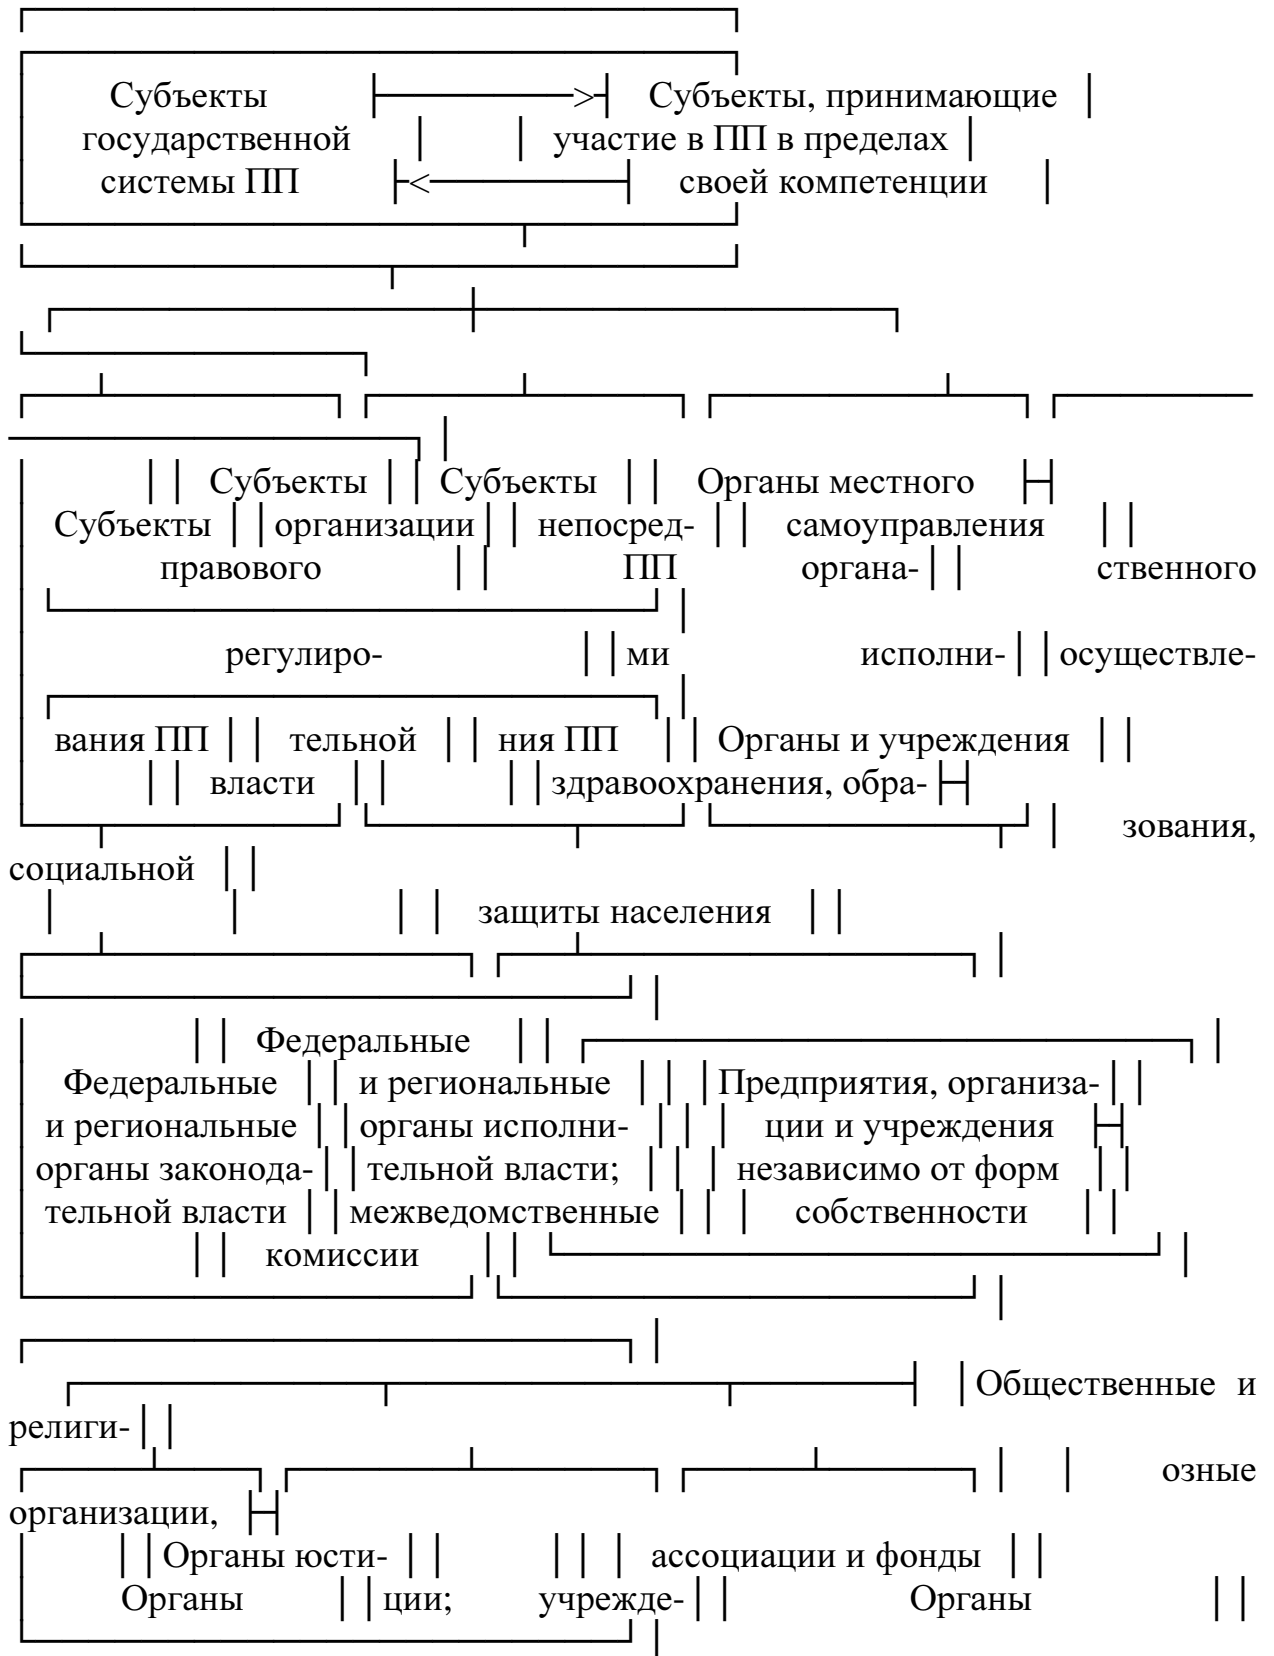 Субъекты > Субъекты, принимающие
государственной участие в ПП в пределах
системы ПП < своей компетенции
Субъекты Субъекты Органы местного
Субъекты организации непосред- самоуправления
правового ПП органа- ственного
регулиро- ми исполни- осуществле-
вания ПП тельной ния ПП Органы и учреждения
власти здравоохранения, обра-
зования,
социальной
защиты населения
Федеральные
Федеральные и региональные Предприятия, организа-
и региональные органы исполни- ции и учреждения
органы законода- тельной власти; независимо от форм
тельной власти межведомственные собственности
комиссии
Общественные и
религи-
озные
организации,
Органы юсти- ассоциации и фонды
Органы ции; учрежде- Органы